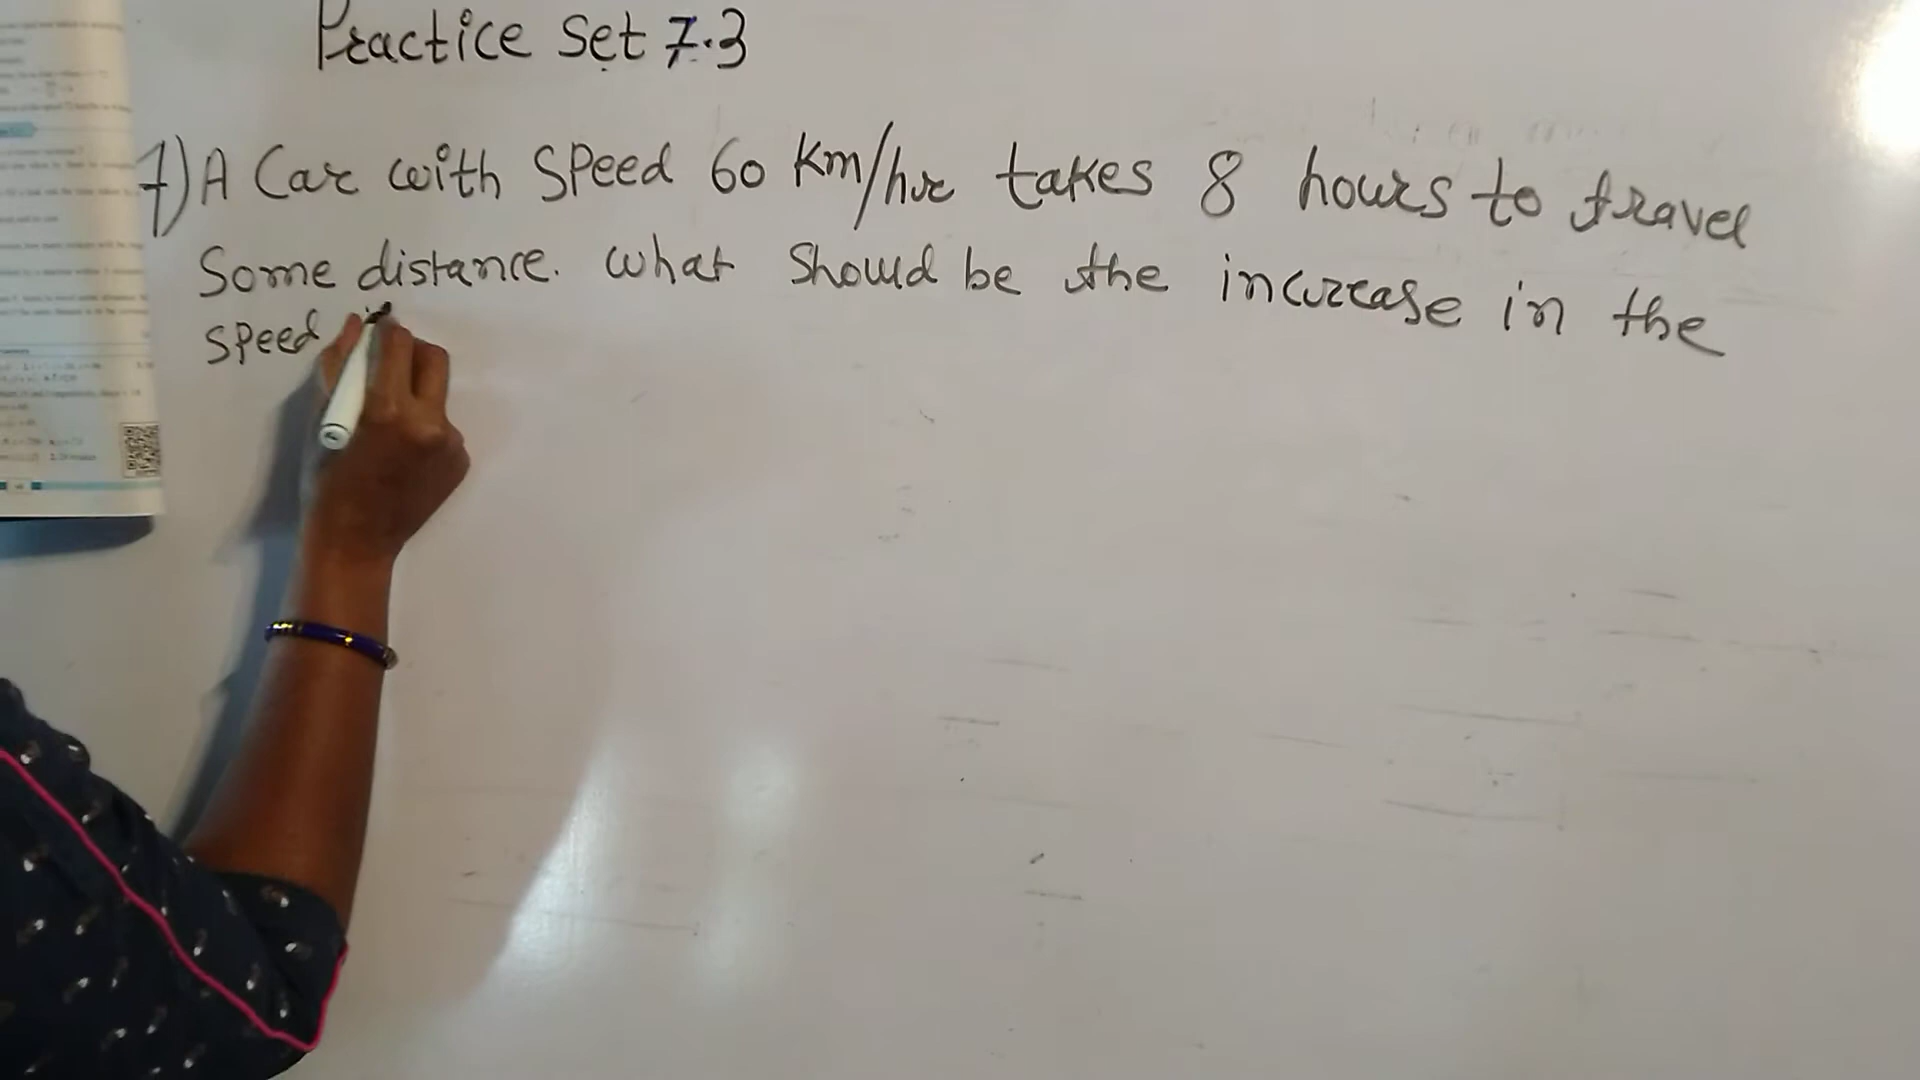 Practice Set 7.3
7) A Car with Speed 60 Km/hr takes 8 hours to travel
Some distance. What Should be the increase in the
Speed